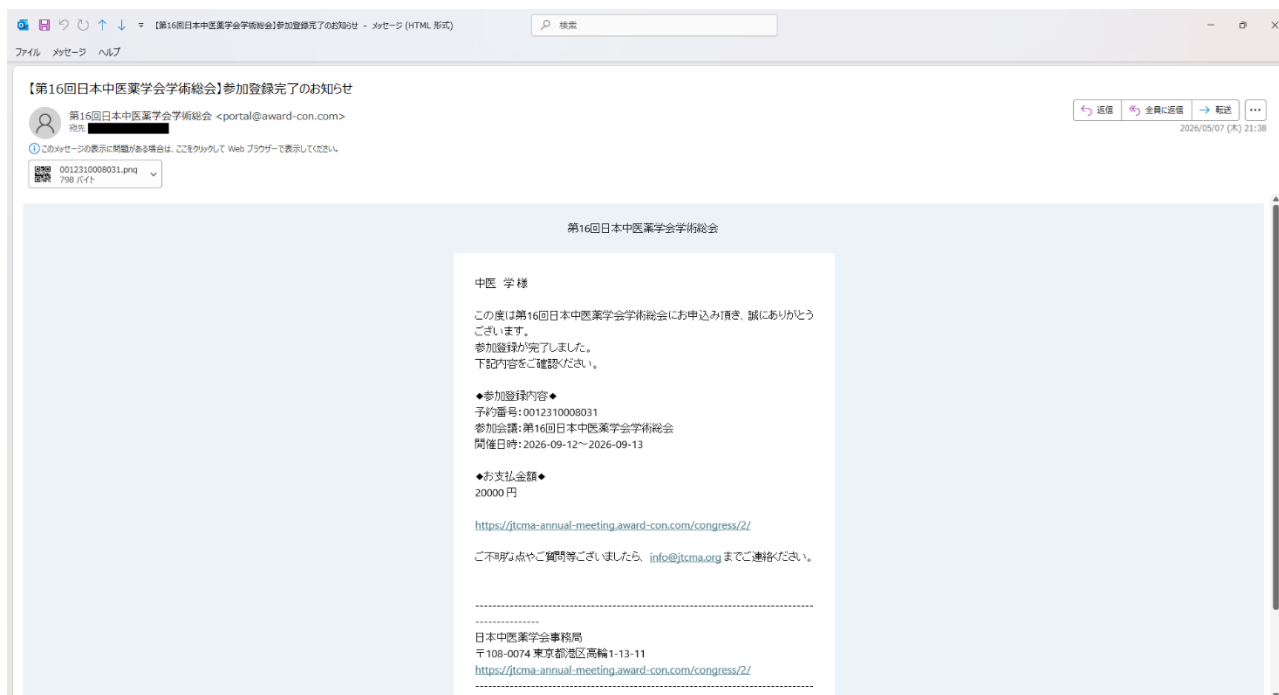 【第16回日本中医薬学会学術総会】参加登録完了のお知らせ - メッセージ (HTML 形式)
検索
ファイル メッセージ ヘルプ
【第16回日本中医薬学会学術総会】参加登録完了のお知らせ
第16回日本中医薬学会学術総会 <portal@award-con.com>
宛先
返信 全員に返信 転送
2026/05/07 (木) 21:38
このメッセージの表示に問題がある場合は、ここをクリックして Web ブラウザーで表示してください。
0012310008031.png
798 バイト
第16回日本中医薬学会学術総会
中医 学 様
この度は第16回日本中医薬学会学術総会にお申込み頂き、誠にありがとう
ございます。
参加登録が完了しました。
下記内容をご確認ください。
◆参加登録内容◆
予約番号：0012310008031
参加会議：第16回日本中医薬学会学術総会
開催日時：2026-09-12～2026-09-13
◆お支払金額◆
20000 円
https://jtcma-annual-meeting.award-con.com/congress/2/
ご不明な点やご質問等ございましたら、 info@jtcma.org までご連絡ください。
--------------------------------------------------------------------------------
---------------
日本中医薬学会事務局
〒108-0074 東京都港区高輪1-13-11
https://jtcma-annual-meeting.award-con.com/congress/2/
--------------------------------------------------------------------------------